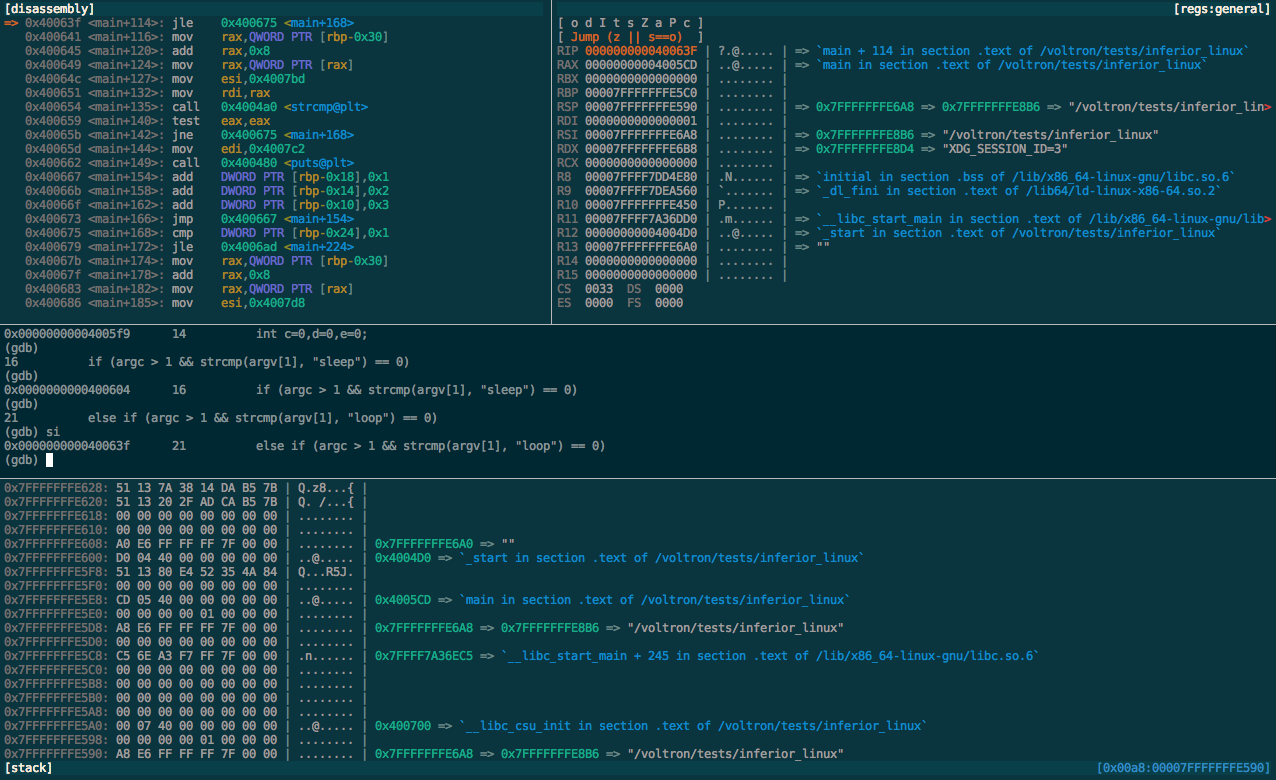 [disassembly]
=> 0x40063f <main+114>: jle 0x400675 <main+168>
0x400641 <main+116>: mov rax,QWORD PTR [rbp-0x30]
0x400645 <main+120>: add rax,0x8
0x400649 <main+124>: mov rax,QWORD PTR [rax]
0x40064c <main+127>: mov esi,0x4007bd
0x400651 <main+132>: mov rdi,rax
0x400654 <main+135>: call 0x4004a0 <strcmp@plt>
0x400659 <main+140>: test eax,eax
0x40065b <main+142>: jne 0x400675 <main+168>
0x40065d <main+144>: mov edi,0x4007c2
0x400662 <main+149>: call 0x400480 <puts@plt>
0x400667 <main+154>: add DWORD PTR [rbp-0x18],0x1
0x40066b <main+158>: add DWORD PTR [rbp-0x14],0x2
0x40066f <main+162>: add DWORD PTR [rbp-0x10],0x3
0x400673 <main+166>: jmp 0x400667 <main+154>
0x400675 <main+168>: cmp DWORD PTR [rbp-0x24],0x1
0x400679 <main+172>: jle 0x4006ad <main+224>
0x40067b <main+174>: mov rax,QWORD PTR [rbp-0x30]
0x40067f <main+178>: add rax,0x8
0x400683 <main+182>: mov rax,QWORD PTR [rax]
0x400686 <main+185>: mov esi,0x4007d8
[regs:general]
[ o d I t s Z a P c ]
[ Jump (z || s==o) ]
RIP 000000000040063F | ?.@..... | => `main + 114 in section .text of /voltron/tests/inferior_linux`
RAX 00000000004005CD | ..@..... | => `main in section .text of /voltron/tests/inferior_linux`
RBX 0000000000000000 | ........ |
RBP 00007FFFFFFFE5C0 | ........ |
RSP 00007FFFFFFFE590 | ........ | => 0x7FFFFFFFE6A8 => 0x7FFFFFFFE8B6 => "/voltron/tests/inferior_lin>
RDI 0000000000000001 | ........ |
RSI 00007FFFFFFFE6A8 | ........ | => 0x7FFFFFFFE8B6 => "/voltron/tests/inferior_linux"
RDX 00007FFFFFFFE6B8 | ........ | => 0x7FFFFFFFE8D4 => "XDG_SESSION_ID=3"
RCX 0000000000000000 | ........ |
R8 00007FFFF7DD4E80 | .N...... | => `initial in section .bss of /lib/x86_64-linux-gnu/libc.so.6`
R9 00007FFFF7DEA560 | `....... | => `_dl_fini in section .text of /lib64/ld-linux-x86-64.so.2`
R10 00007FFFFFFFE450 | P....... |
R11 00007FFFF7A36DD0 | .m...... | => `__libc_start_main in section .text of /lib/x86_64-linux-gnu/lib>
R12 00000000004004D0 | ..@..... | => `_start in section .text of /voltron/tests/inferior_linux`
R13 00007FFFFFFFE6A0 | ........ | => ""
R14 0000000000000000 | ........ |
R15 0000000000000000 | ........ |
CS 0033 DS 0000
ES 0000 FS 0000
0x00000000004005f9 14 int c=0,d=0,e=0;
(gdb)
16 if (argc > 1 && strcmp(argv[1], "sleep") == 0)
(gdb)
0x0000000000400604 16 if (argc > 1 && strcmp(argv[1], "sleep") == 0)
(gdb)
21 else if (argc > 1 && strcmp(argv[1], "loop") == 0)
(gdb) si
0x000000000040063f 21 else if (argc > 1 && strcmp(argv[1], "loop") == 0)
(gdb)
0x7FFFFFFFE628: 51 13 7A 38 14 DA B5 7B | Q.z8...{ |
0x7FFFFFFFE620: 51 13 20 2F AD CA B5 7B | Q. /...{ |
0x7FFFFFFFE618: 00 00 00 00 00 00 00 00 | ........ |
0x7FFFFFFFE610: 00 00 00 00 00 00 00 00 | ........ |
0x7FFFFFFFE608: A0 E6 FF FF FF 7F 00 00 | ........ | 0x7FFFFFFFE6A0 => ""
0x7FFFFFFFE600: D0 04 40 00 00 00 00 00 | ..@..... | 0x4004D0 => `_start in section .text of /voltron/tests/inferior_linux`
0x7FFFFFFFE5F8: 51 13 80 E4 52 35 4A 84 | Q...R5J. |
0x7FFFFFFFE5F0: 00 00 00 00 00 00 00 00 | ........ |
0x7FFFFFFFE5E8: CD 05 40 00 00 00 00 00 | ..@..... | 0x4005CD => `main in section .text of /voltron/tests/inferior_linux`
0x7FFFFFFFE5E0: 00 00 00 00 01 00 00 00 | ........ |
0x7FFFFFFFE5D8: A8 E6 FF FF FF 7F 00 00 | ........ | 0x7FFFFFFFE6A8 => 0x7FFFFFFFE8B6 => "/voltron/tests/inferior_linux"
0x7FFFFFFFE5D0: 00 00 00 00 00 00 00 00 | ........ |
0x7FFFFFFFE5C8: C5 6E A3 F7 FF 7F 00 00 | .n...... | 0x7FFFF7A36EC5 => `__libc_start_main + 245 in section .text of /lib/x86_64-linux-gnu/libc.so.6`
0x7FFFFFFFE5C0: 00 00 00 00 00 00 00 00 | ........ |
0x7FFFFFFFE5B8: 00 00 00 00 00 00 00 00 | ........ |
0x7FFFFFFFE5B0: 00 00 00 00 00 00 00 00 | ........ |
0x7FFFFFFFE5A8: 00 00 00 00 00 00 00 00 | ........ |
0x7FFFFFFFE5A0: 00 07 40 00 00 00 00 00 | ..@..... | 0x400700 => `__libc_csu_init in section .text of /voltron/tests/inferior_linux`
0x7FFFFFFFE598: 00 00 00 00 01 00 00 00 | ........ |
0x7FFFFFFFE590: A8 E6 FF FF FF 7F 00 00 | ........ | 0x7FFFFFFFE6A8 => 0x7FFFFFFFE8B6 => "/voltron/tests/inferior_linux"
[stack]
[0x00a8:00007FFFFFFFE590]